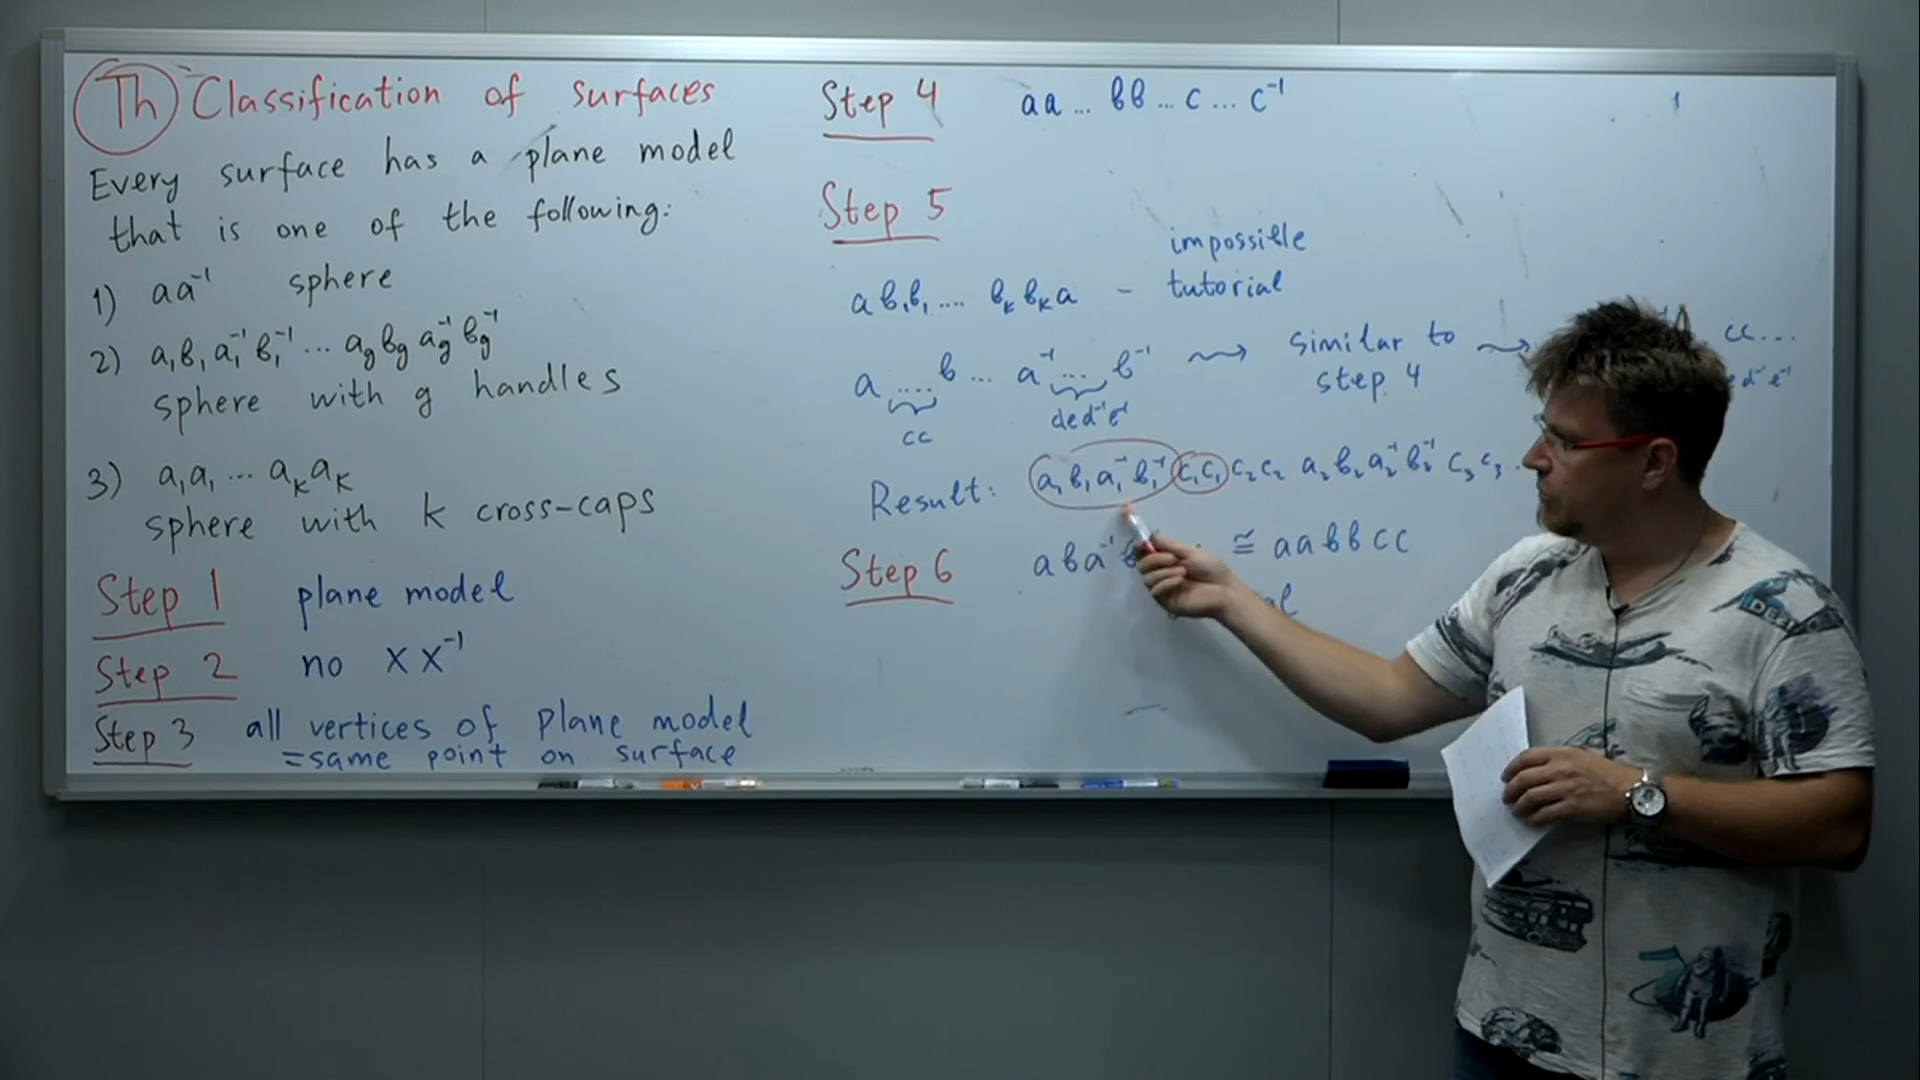 Th Classification of surfaces
Every surface has a plane model
that is one of the following:
1) aa⁻¹ sphere
2) a₁b₁a₁⁻¹b₁⁻¹ ... a_g b_g a_g⁻¹ b_g⁻¹
sphere with g handles
3) a₁a₁ ... a_K a_K
sphere with k cross-caps
Step 1 plane model
Step 2 no x x⁻¹
Step 3 all vertices of plane model
= same point on surface
Step 4 aa ... bb ... c ... c⁻¹
Step 5
ab₁b₁ .... b_K b_K a - impossible
tutorial
a .... b ... a⁻¹ ... b⁻¹ ⇝ similar to step 4 ⇝ cc...
cc ded⁻¹e⁻¹ ed⁻¹e⁻¹
Result: a₁b₁a₁⁻¹b₁⁻¹ c₁c₁ c₂c₂ a₂b₂a₂⁻¹b₂⁻¹ c₃c₃
Step 6 aba⁻¹ ≅ aabbcc